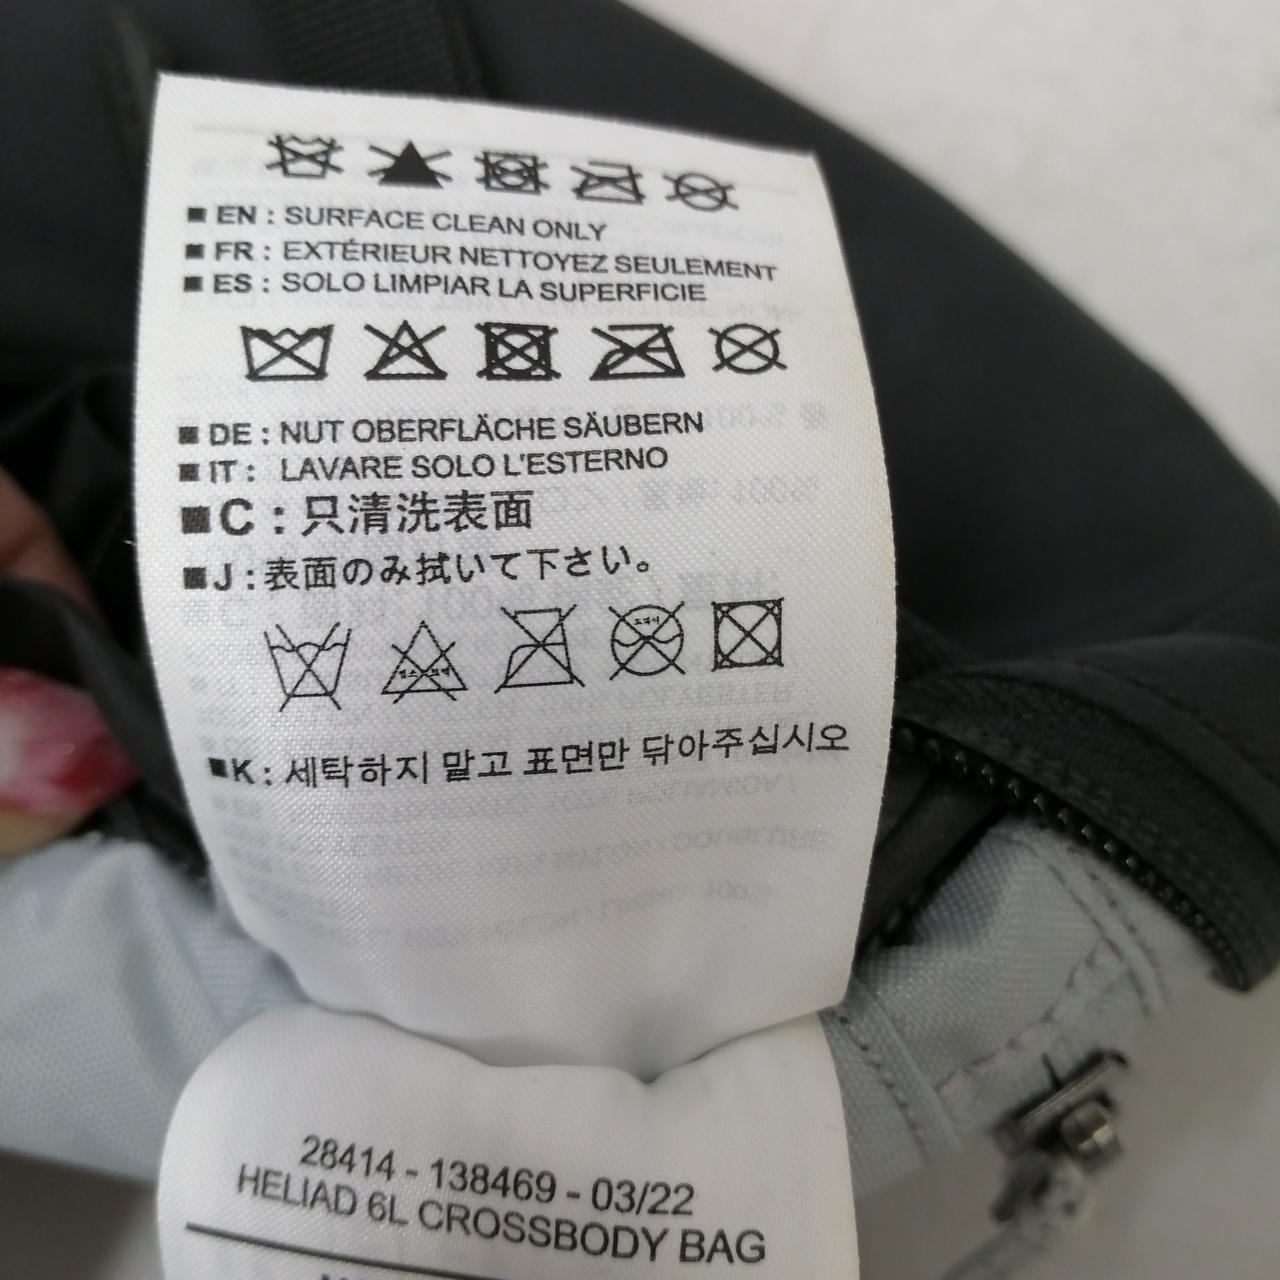 ■ EN : SURFACE CLEAN ONLY
■ FR : EXTÉRIEUR NETTOYEZ SEULEMENT
■ ES : SOLO LIMPIAR LA SUPERFICIE
■ DE : NUT OBERFLÄCHE SÄUBERN
■ IT : LAVARE SOLO L'ESTERNO
■ C : 只清洗表面
■ J : 表面のみ拭いて下さい。
■ K : 세탁하지 말고 표면만 닦아주십시오
28414 - 138469 - 03/22
HELIAD 6L CROSSBODY BAG